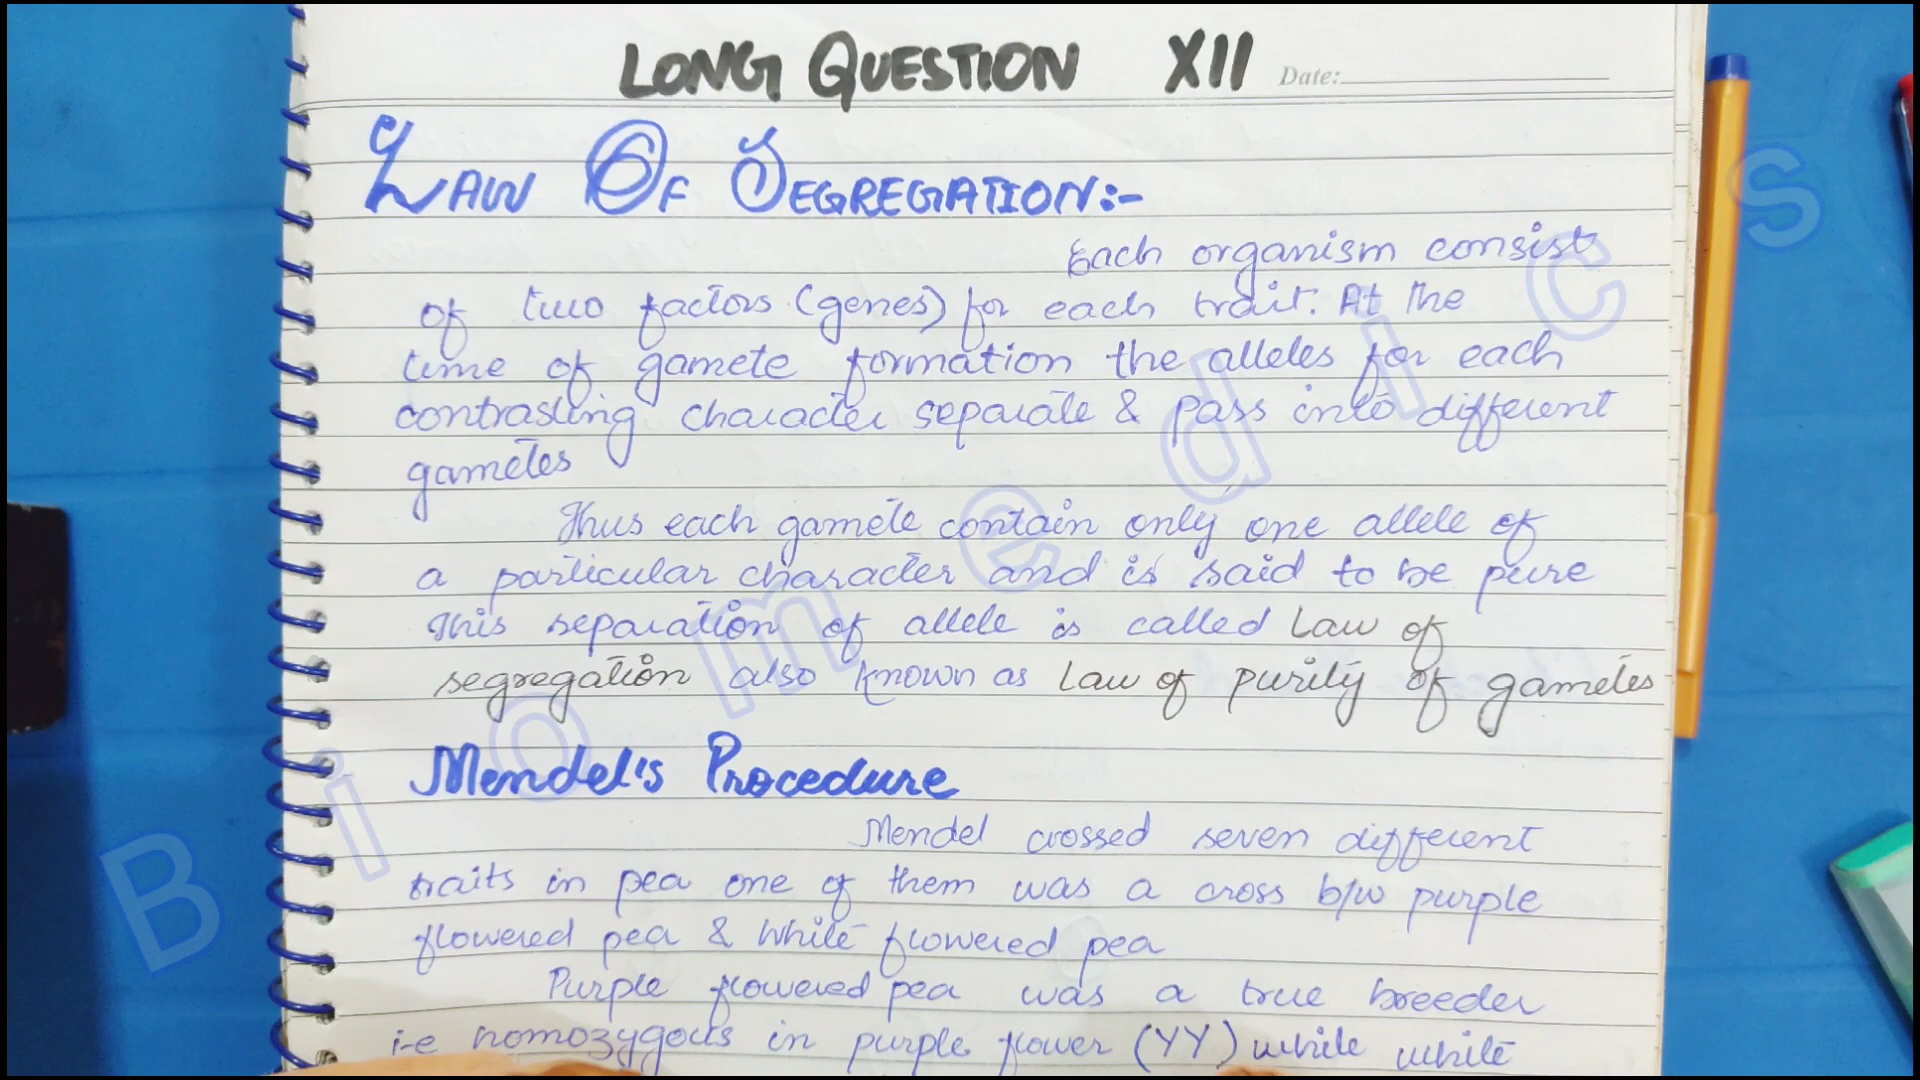 LONG QUESTION XII Date:
LAW OF SEGREGATION:-
Each organism consist
of two factors (genes) for each trait. At the
time of gamete formation the alleles for each
contrasting character separate & pass into different
gametes
Thus each gamete contain only one allele of
a particular character and is said to be pure
This separation of allele is called Law of
segregation also known as Law of purity of gametes
Mendel's Procedure
Mendel crossed seven different
traits in pea one of them was a cross b/w purple
flowered pea & white flowered pea
Purple flowered pea was a true breeder
i-e homozygous in purple flower (YY) while white
Biomedics